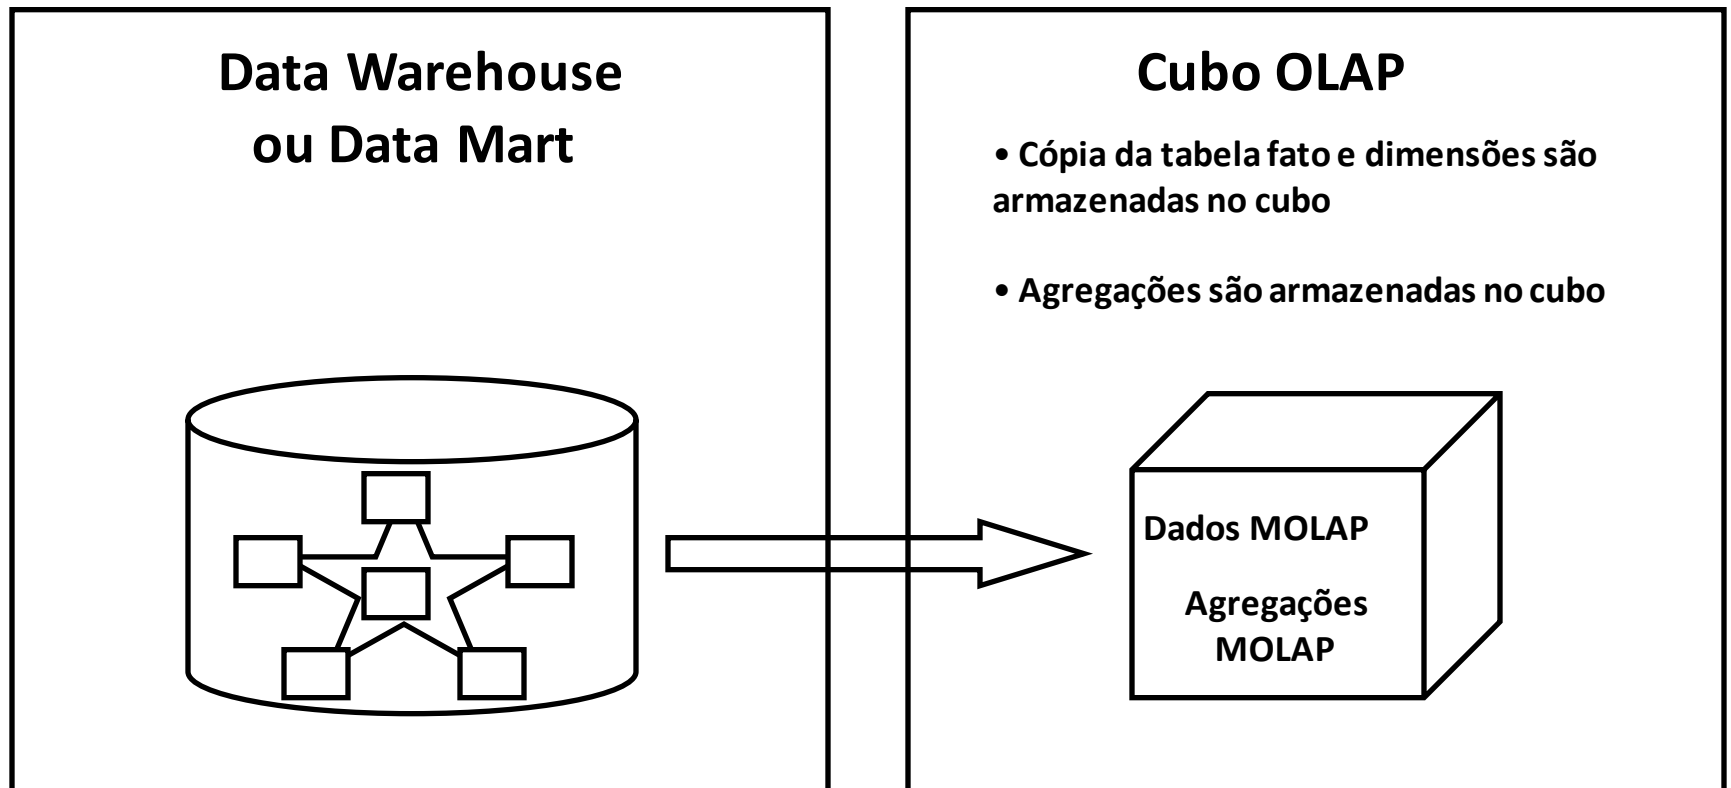 Data Warehouse
ou Data Mart
Cubo OLAP
• Cópia da tabela fato e dimensões são
armazenadas no cubo
• Agregações são armazenadas no cubo
Dados MOLAP
Agregações
MOLAP